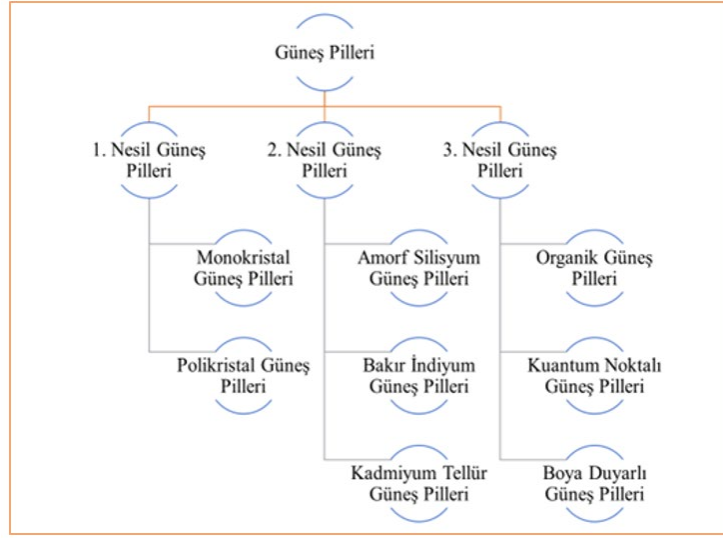 Güneş Pilleri
1. Nesil Güneş
Pilleri
2. Nesil Güneş
Pilleri
3. Nesil Güneş
Pilleri
Monokristal
Güneş Pilleri
Polikristal Güneş
Pilleri
Amorf Silisyum
Güneş Pilleri
Bakır İndiyum
Güneş Pilleri
Kadmiyum Tellür
Güneş Pilleri
Organik Güneş
Pilleri
Kuantum Noktalı
Güneş Pilleri
Boya Duyarlı
Güneş Pilleri